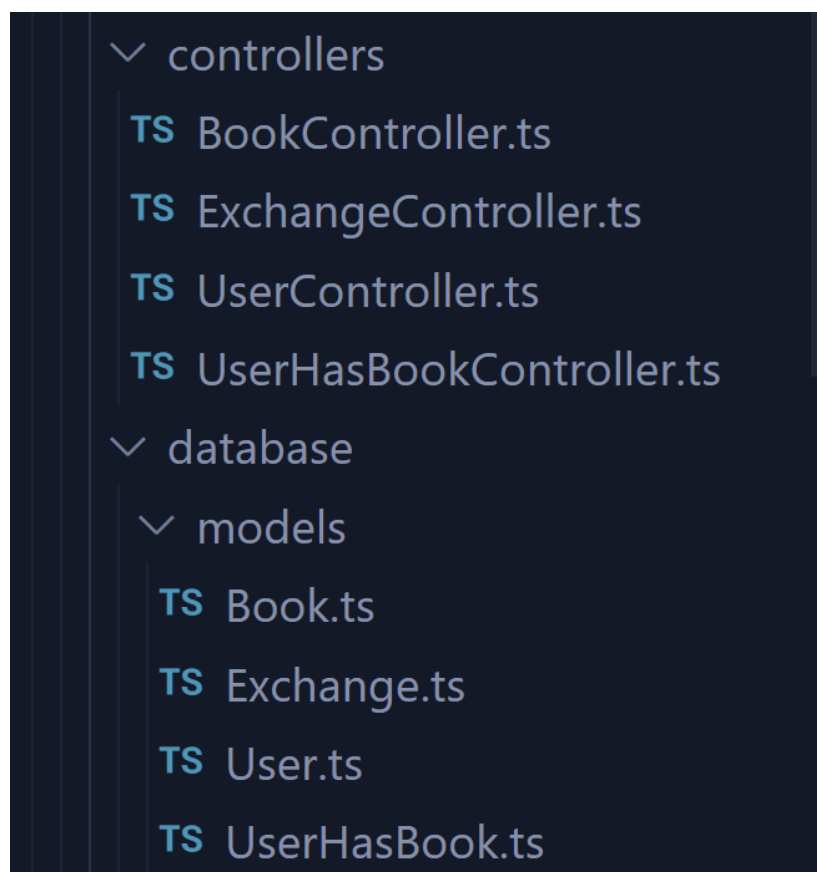 controllers
TS BookController.ts
TS ExchangeController.ts
TS UserController.ts
TS UserHasBookController.ts
database
models
TS Book.ts
TS Exchange.ts
TS User.ts
TS UserHasBook.ts